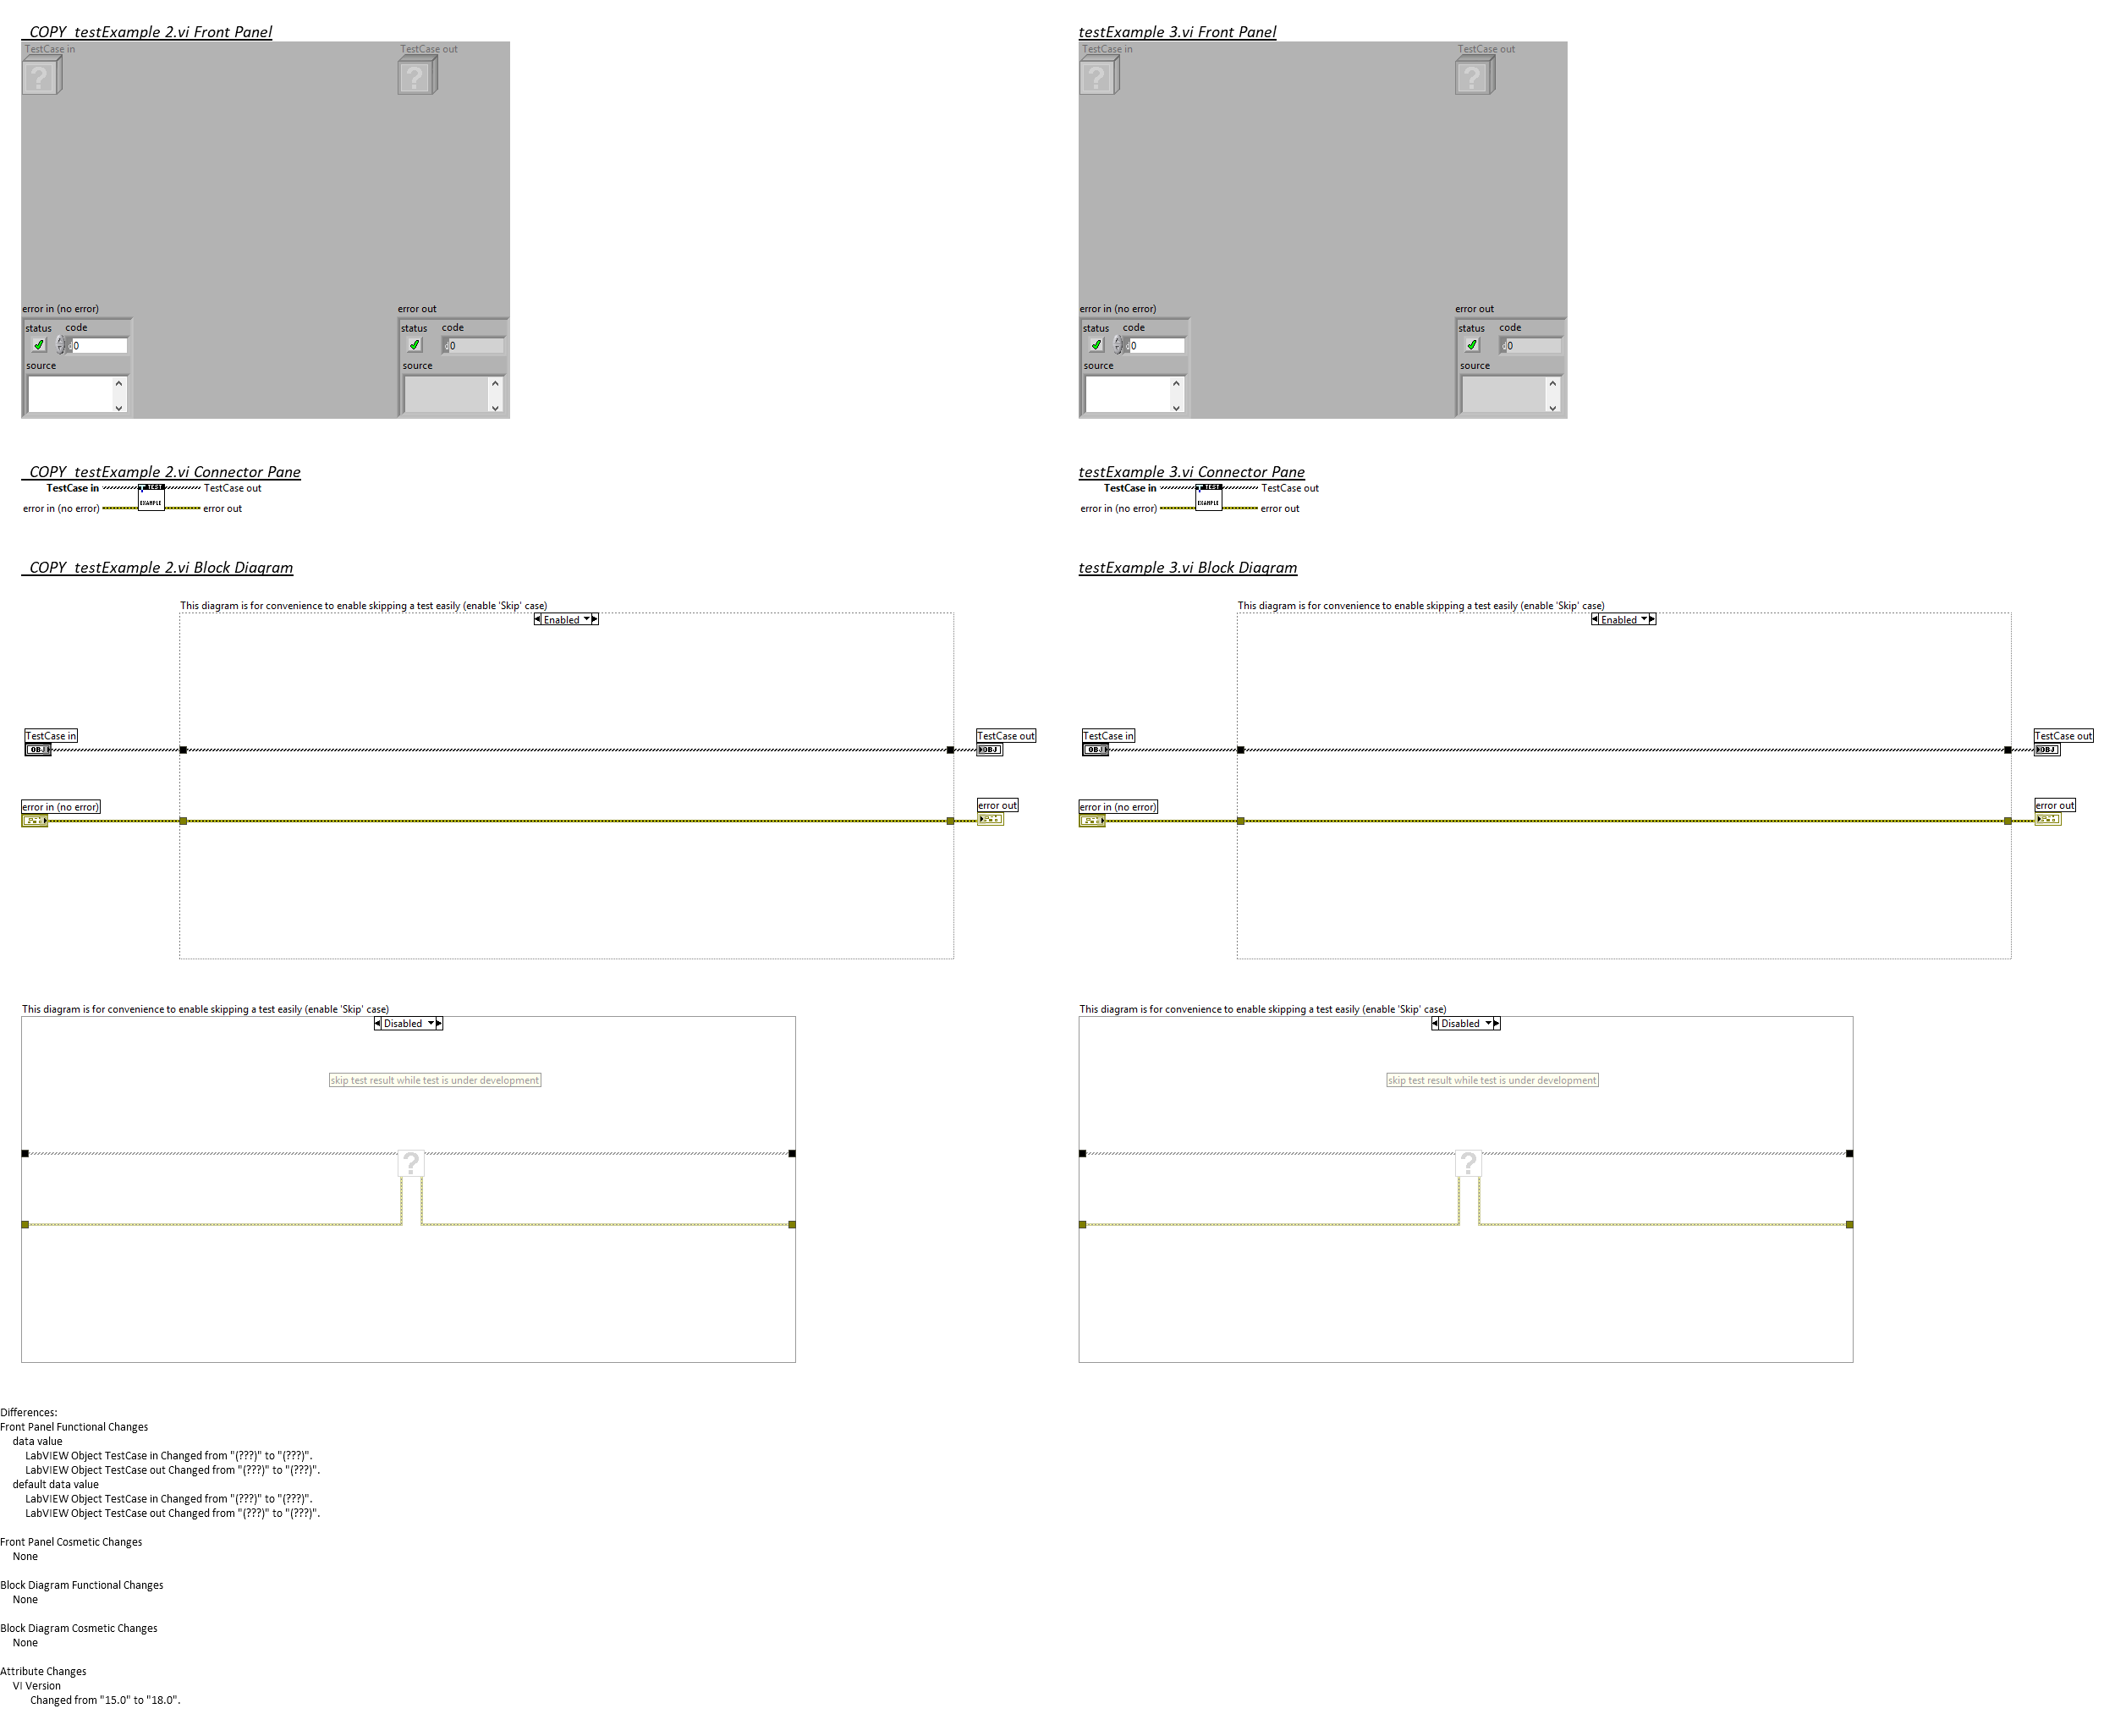 _COPY_testExample 2.vi Front Panel
TestCase in
TestCase out
error in (no error)
status code
0
source
error out
status code
0
source
_COPY_testExample 2.vi Connector Pane
TestCase in
TestCase out
TEST
EXAMPLE
error in (no error)
error out
_COPY_testExample 2.vi Block Diagram
This diagram is for convenience to enable skipping a test easily (enable 'Skip' case)
Enabled
TestCase in
OBJ
TestCase out
OBJ
error in (no error)
error out
This diagram is for convenience to enable skipping a test easily (enable 'Skip' case)
Disabled
skip test result while test is under development
?
testExample 3.vi Front Panel
TestCase in
TestCase out
error in (no error)
status code
0
source
error out
status code
0
source
testExample 3.vi Connector Pane
TestCase in
TestCase out
TEST
EXAMPLE
error in (no error)
error out
testExample 3.vi Block Diagram
This diagram is for convenience to enable skipping a test easily (enable 'Skip' case)
Enabled
TestCase in
OBJ
TestCase out
OBJ
error in (no error)
error out
This diagram is for convenience to enable skipping a test easily (enable 'Skip' case)
Disabled
skip test result while test is under development
?
Differences:
Front Panel Functional Changes
data value
LabVIEW Object TestCase in Changed from "(???)" to "(???)".
LabVIEW Object TestCase out Changed from "(???)" to "(???)".
default data value
LabVIEW Object TestCase in Changed from "(???)" to "(???)".
LabVIEW Object TestCase out Changed from "(???)" to "(???)".
Front Panel Cosmetic Changes
None
Block Diagram Functional Changes
None
Block Diagram Cosmetic Changes
None
Attribute Changes
VI Version
Changed from "15.0" to "18.0".